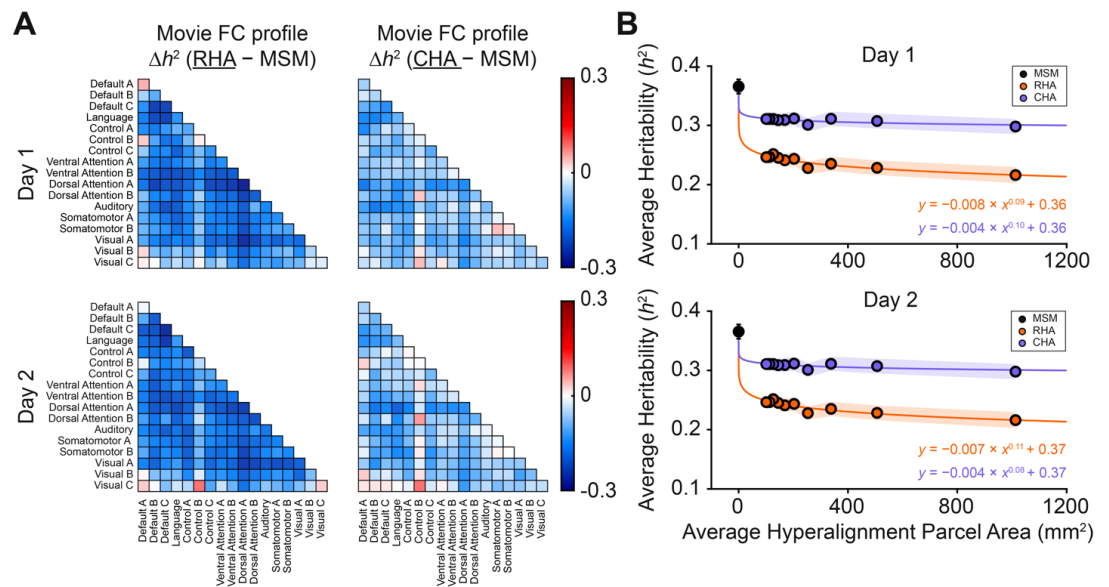 A
Movie FC profile
Δh² (RHA − MSM)
Movie FC profile
Δh² (CHA − MSM)
Day 1
Default A
Default B
Default C
Language
Control A
Control B
Control C
Ventral Attention A
Ventral Attention B
Dorsal Attention A
Dorsal Attention B
Auditory
Somatomotor A
Somatomotor B
Visual A
Visual B
Visual C
0.3
0
-0.3
Day 2
Default A
Default B
Default C
Language
Control A
Control B
Control C
Ventral Attention A
Ventral Attention B
Dorsal Attention A
Dorsal Attention B
Auditory
Somatomotor A
Somatomotor B
Visual A
Visual B
Visual C
0.3
0
-0.3
Default A
Default B
Default C
Language
Control A
Control B
Control C
Ventral Attention A
Ventral Attention B
Dorsal Attention A
Dorsal Attention B
Auditory
Somatomotor A
Somatomotor B
Visual A
Visual B
Visual C
Default A
Default B
Default C
Language
Control A
Control B
Control C
Ventral Attention A
Ventral Attention B
Dorsal Attention A
Dorsal Attention B
Auditory
Somatomotor A
Somatomotor B
Visual A
Visual B
Visual C
B
Day 1
Average Heritability (h²)
0.4
0.3
0.2
0.1
MSM
RHA
CHA
y = −0.008 × x^0.09 + 0.36
y = −0.004 × x^0.10 + 0.36
0
400
800
1200
Day 2
Average Heritability (h²)
0.4
0.3
0.2
0.1
MSM
RHA
CHA
y = −0.007 × x^0.11 + 0.37
y = −0.004 × x^0.08 + 0.37
0
400
800
1200
Average Hyperalignment Parcel Area (mm²)